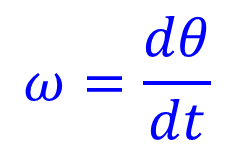 ω = dθ/dt